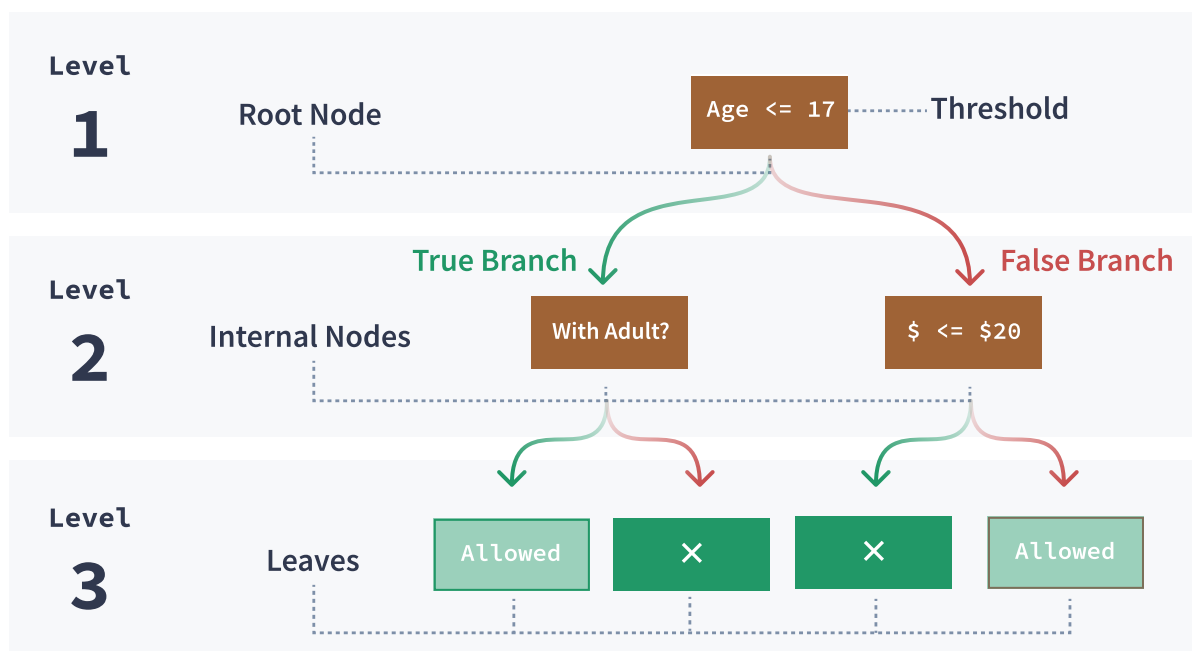 Level
1
Root Node
Age <= 17
Threshold
True Branch
False Branch
Level
2
Internal Nodes
With Adult?
$ <= $20
Level
3
Leaves
Allowed
✕
✕
Allowed